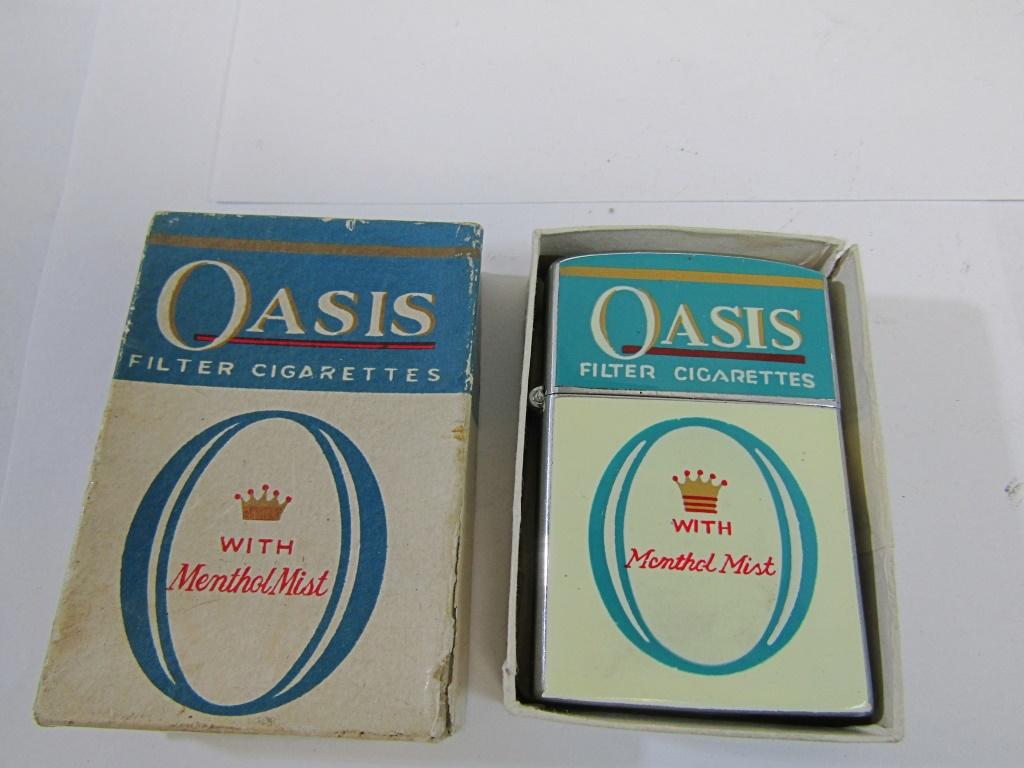 OASIS
FILTER CIGARETTES
WITH
Menthol Mist
OASIS
FILTER CIGARETTES
WITH
Menthol Mist